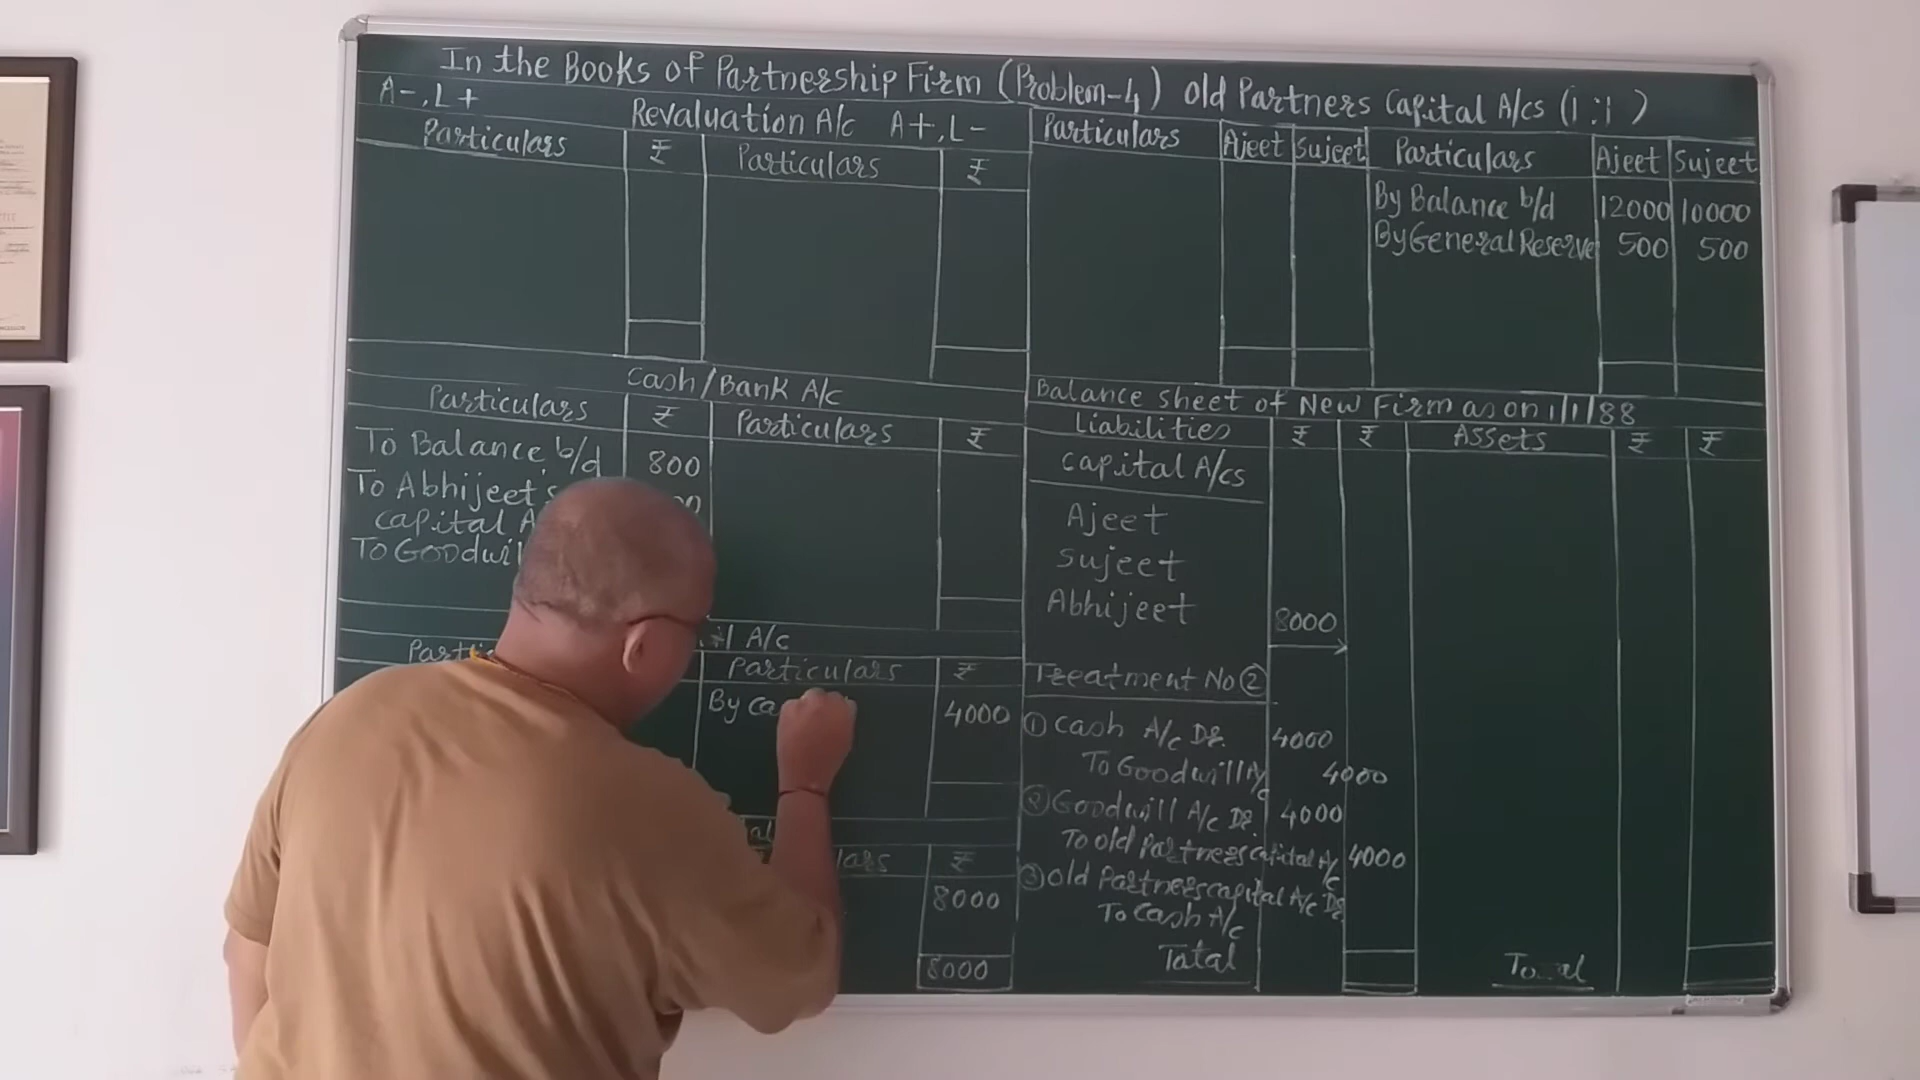 In the Books of Partnership Firm (Problem-4) Old Partners Capital A/cs (1:1)
A-, L+ Revaluation A/c A+, L-
Particulars ₹ Particulars ₹
Particulars Ajeet Sujeet Particulars Ajeet Sujeet
By Balance b/d 12000 10000
By General Reserve 500 500
Cash/Bank A/c
Particulars ₹ Particulars ₹
To Balance b/d 800
To Abhijeet's
Capital
To Goodwil
A/c
Particulars ₹
By Ca 4000
₹
8000
8000
Balance sheet of New Firm as on 1/1/88
Liabilities ₹ ₹ Assets ₹ ₹
Capital A/cs
Ajeet
Sujeet
Abhijeet 8000
Treatment No ②
① Cash A/c Dr. 4000
To Goodwill A/c 4000
② Goodwill A/c Dr. 4000
To old Partners capital A/c 4000
③ Old Partners capital A/c Dr
To Cash A/c
Total